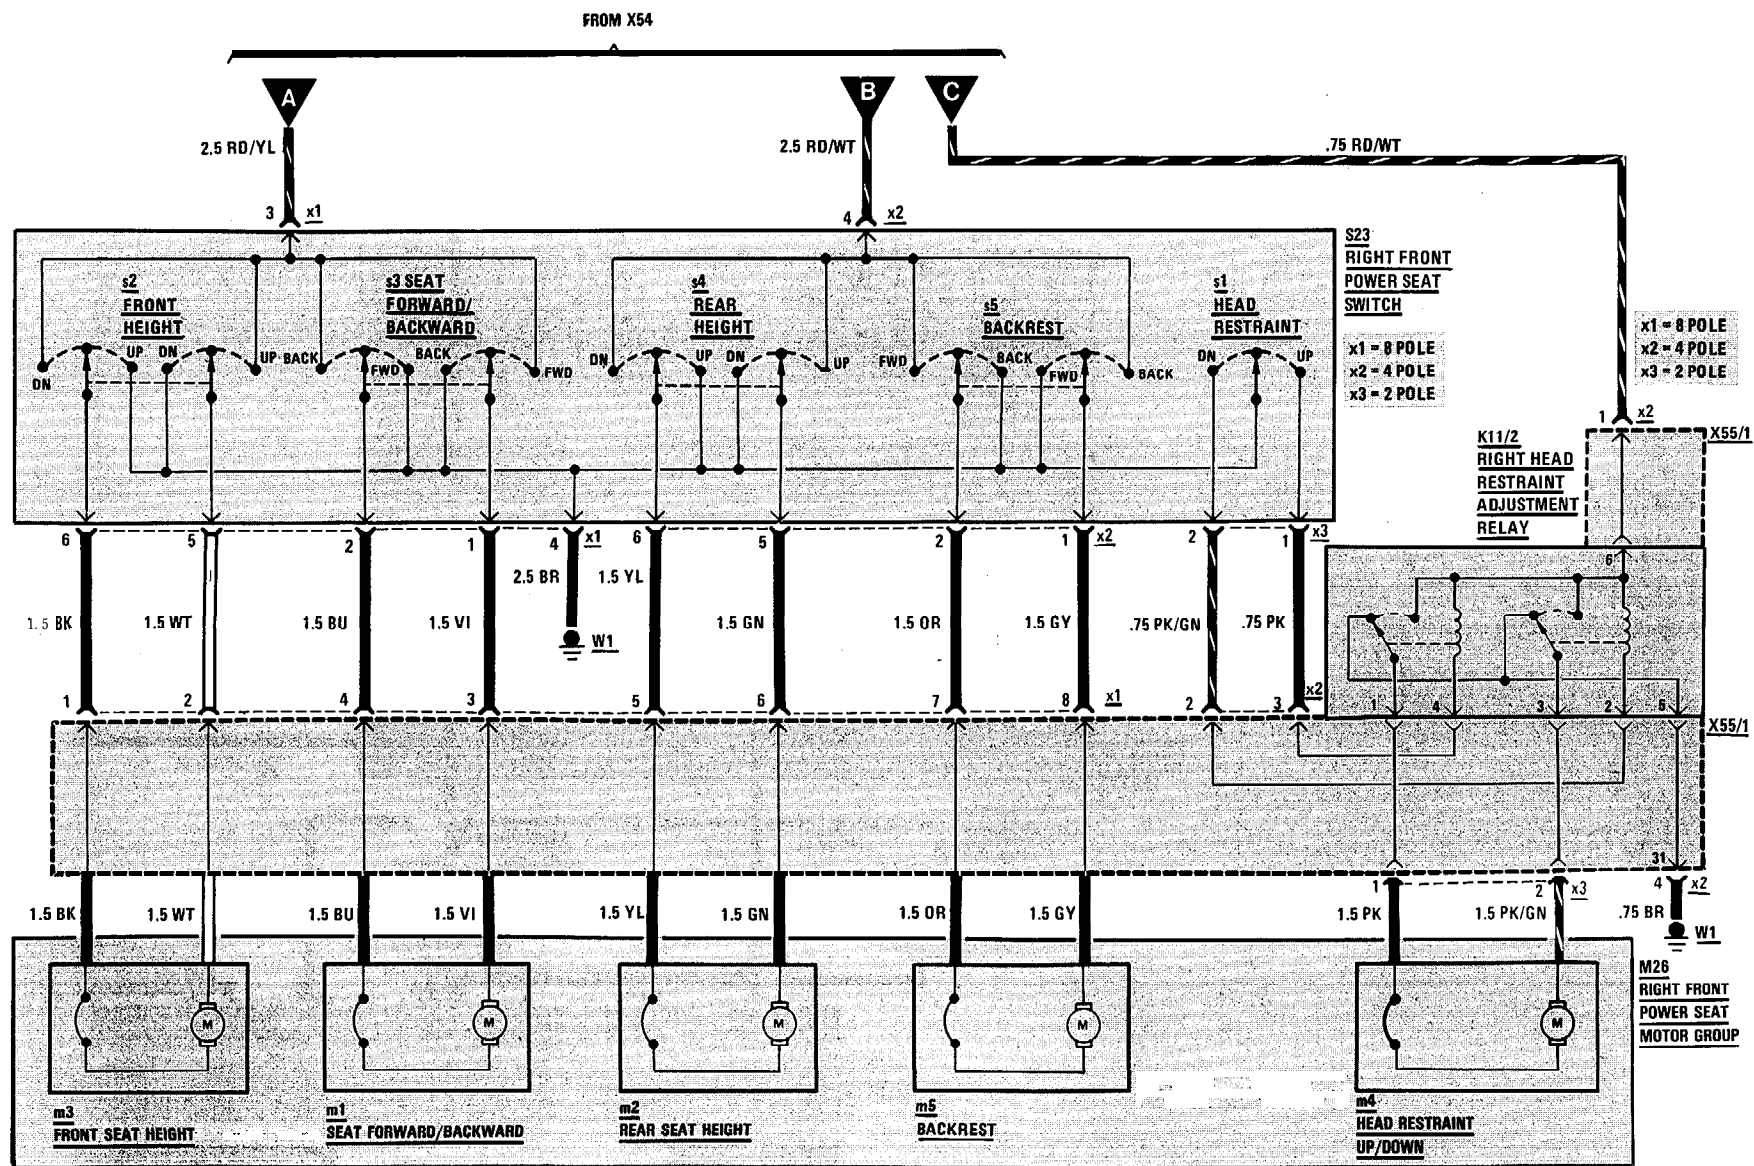 FROM X54
A
B
C
2.5 RD/YL
2.5 RD/WT
.75 RD/WT
3 x1
4 x2
S23
RIGHT FRONT
POWER SEAT
SWITCH
x1 = 8 POLE
x2 = 4 POLE
x3 = 2 POLE
x1 = 8 POLE
x2 = 4 POLE
x3 = 2 POLE
s2
FRONT
HEIGHT
s3 SEAT
FORWARD/
BACKWARD
s4
REAR
HEIGHT
s5
BACKREST
s1
HEAD
RESTRAINT
DN UP DN UP BACK FWD BACK FWD DN UP DN UP FWD BACK FWD BACK DN UP
1 x2
X55/1
K11/2
RIGHT HEAD
RESTRAINT
ADJUSTMENT
RELAY
6 5 2 1 4 x1 6 5 2 1 x2 2 1 x3
6
2.5 BR 1.5 YL
1.5 BK 1.5 WT 1.5 BU 1.5 VI 1.5 GN 1.5 OR 1.5 GY .75 PK/GN .75 PK
W1
1 2 4 3 5 6 7 8 x1 2 3 x2
1 4 3 2 5
X55/1
31
1 2 x3 4 x2
1.5 BK 1.5 WT 1.5 BU 1.5 VI 1.5 YL 1.5 GN 1.5 OR 1.5 GY 1.5 PK 1.5 PK/GN .75 BR
W1
M26
RIGHT FRONT
POWER SEAT
MOTOR GROUP
M M M M M
m3
FRONT SEAT HEIGHT
m1
SEAT FORWARD/BACKWARD
m2
REAR SEAT HEIGHT
m5
BACKREST
m4
HEAD RESTRAINT
UP/DOWN